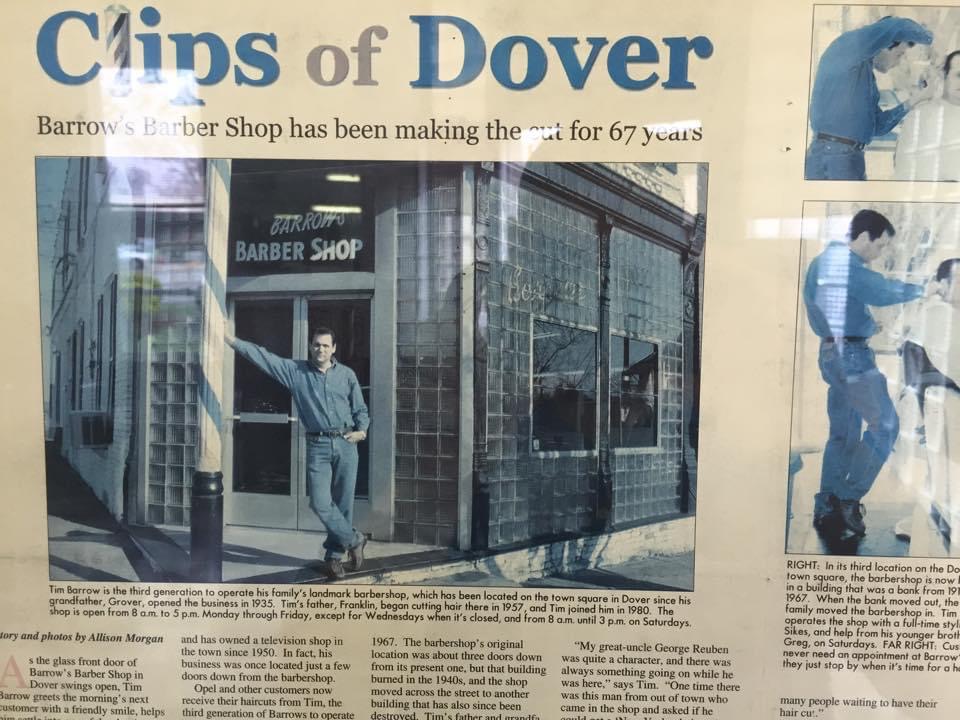 Clips of Dover
Barrow's Barber Shop has been making the cut for 67 years
BARROW'S
BARBER SHOP
Tim Barrow is the third generation to operate his family's landmark barbershop, which has been located on the town square in Dover since his
grandfather, Grover, opened the business in 1935. Tim's father, Franklin, began cutting hair there in 1957, and Tim joined him in 1980. The
shop is open from 8 a.m. to 5 p.m. Monday through Friday, except for Wednesdays when it's closed, and from 8 a.m. until 3 p.m. on Saturdays.
tory and photos by Allison Morgan
As the glass front door of
Barrow's Barber Shop in
Dover swings open, Tim
Barrow greets the morning's next
customer with a friendly smile, helps
and has owned a television shop in
the town since 1950. In fact, his
business was once located just a few
doors down from the barbershop.
Opel and other customers now
receive their haircuts from Tim, the
third generation of Barrows to operate
1967. The barbershop's original
location was about three doors down
from its present one, but that building
burned in the 1940s, and the shop
moved across the street to another
building that has also since been
destroyed. Tim's father and grandfa
"My great-uncle George Reuben
was quite a character, and there was
always something going on while he
was here," says Tim. "One time there
was this man from out of town who
came in the shop and asked if he
RIGHT: In its third location on the Do
town square, the barbershop is now l
in a building that was a bank from 191
1967. When the bank moved out, the
family moved the barbershop in. Tim
operates the shop with a full-time styli
Sikes, and help from his younger broth
Greg, on Saturdays. FAR RIGHT: Cus
never need an appointment at Barrow'
they just stop by when it's time for a ha
many people waiting to have their
hair cut."